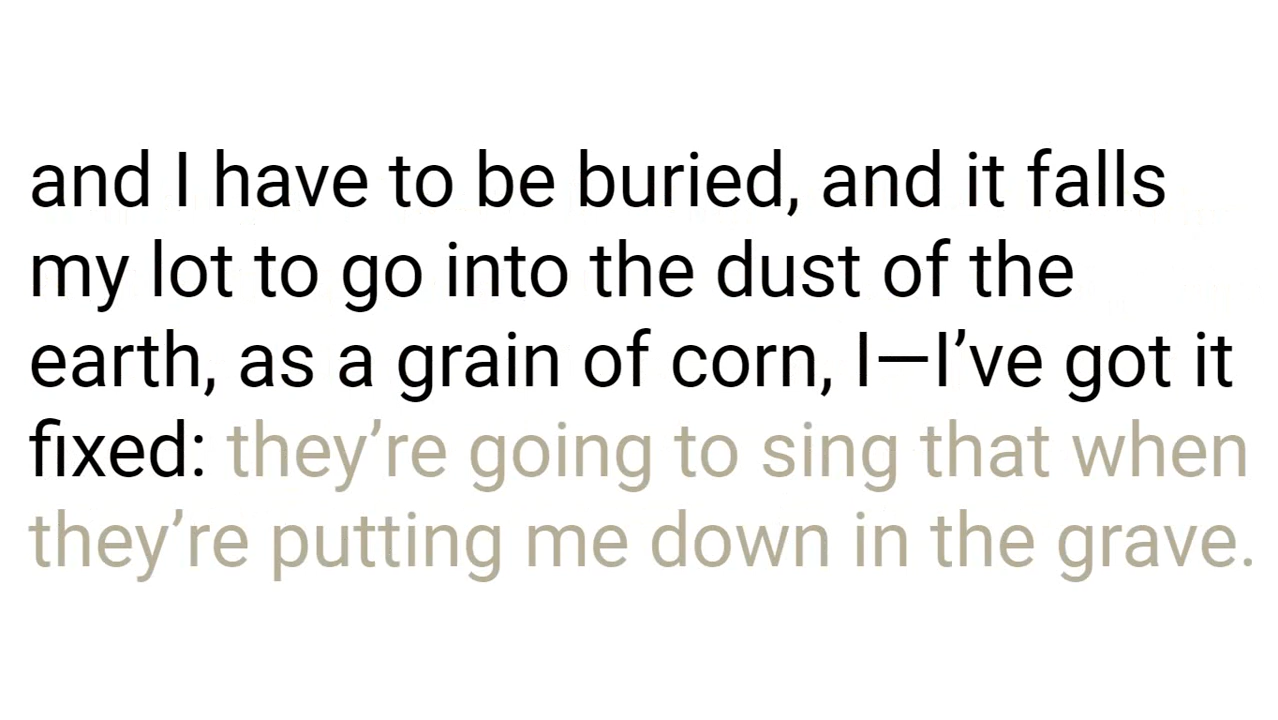 and I have to be buried, and it falls
my lot to go into the dust of the
earth, as a grain of corn, I—I’ve got it
fixed: they’re going to sing that when
they’re putting me down in the grave.